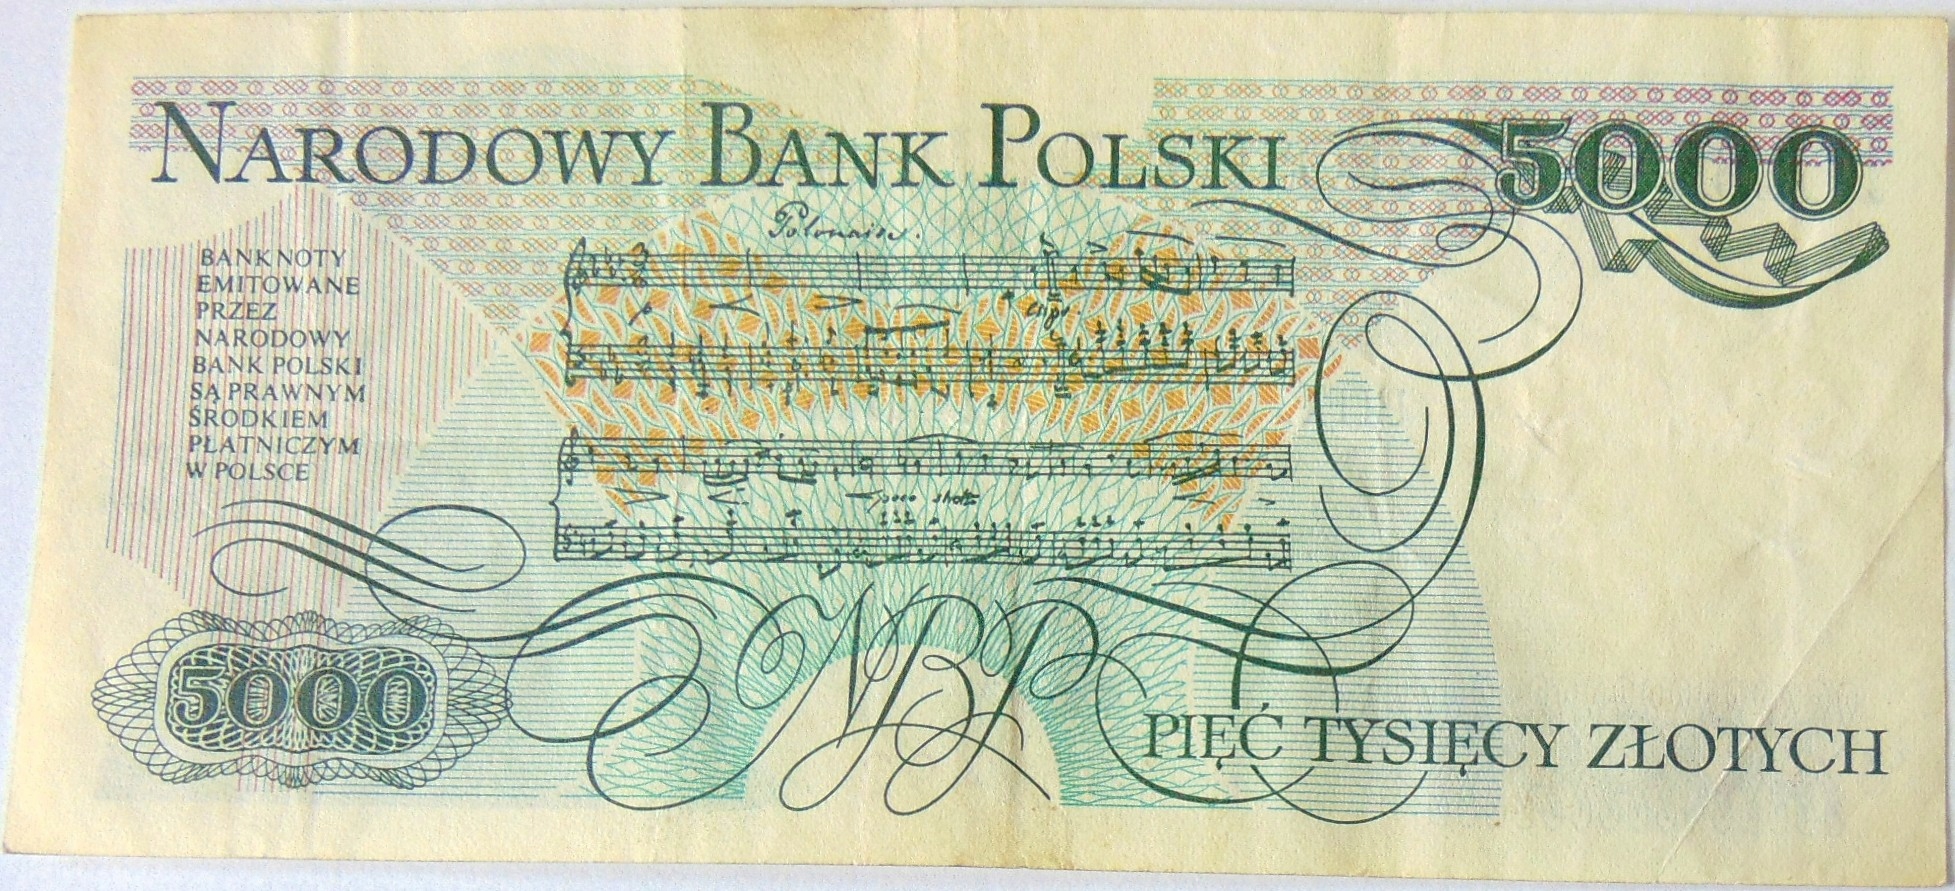 NARODOWY BANK POLSKI
5000
Polonaise.
BANKNOTY
EMITOWANE
PRZEZ
NARODOWY
BANK POLSKI
SĄ PRAWNYM
ŚRODKIEM
PŁATNICZYM
W POLSCE
poco
NBP
5000
PIĘĆ TYSIĘCY ZŁOTYCH